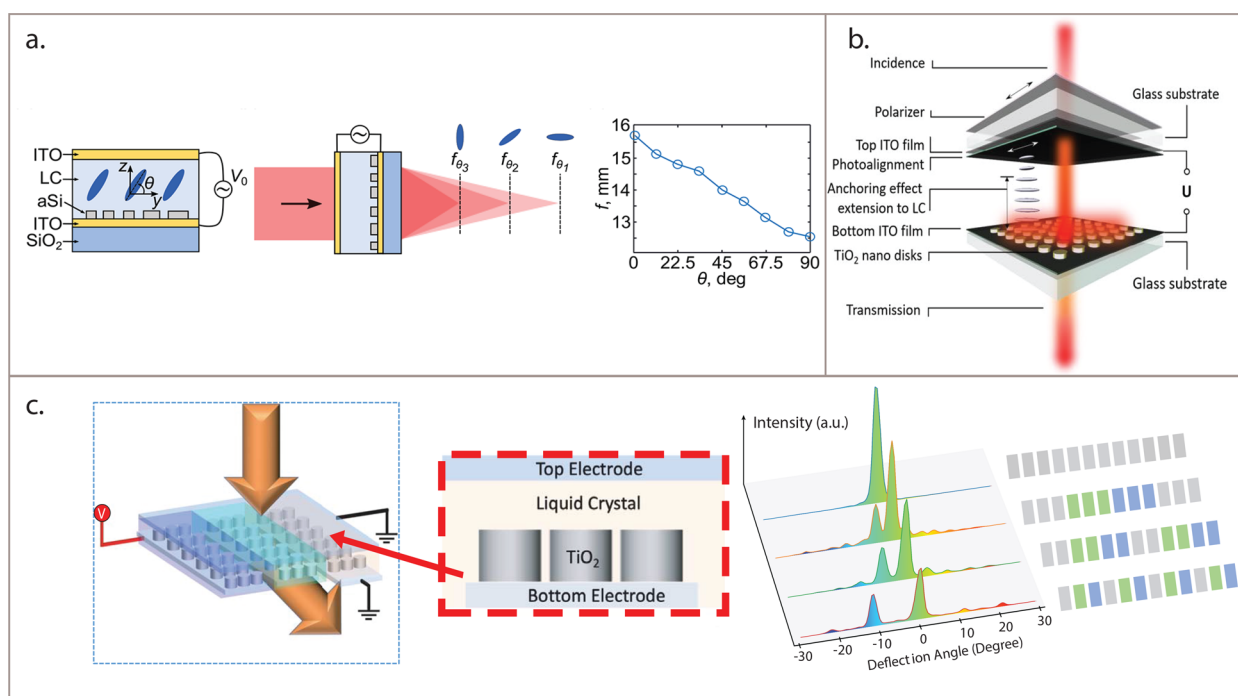 a.
ITO
LC
aSi
ITO
SiO₂
z
θ
y
V₀
fθ₃
fθ₂
fθ₁
f, mm
16
15
14
13
0
22.5
45
67.5
90
θ, deg
b.
Incidence
Polarizer
Top ITO film
Photoalignment
Anchoring effect
extension to LC
Bottom ITO film
TiO₂ nano disks
Transmission
Glass substrate
U
Glass substrate
c.
V
Top Electrode
Liquid Crystal
TiO₂
Bottom Electrode
Intensity (a.u.)
-30
-20
-10
0
10
20
30
Deflection Angle (Degree)